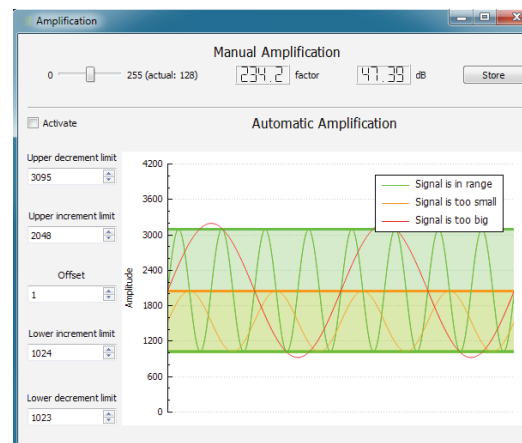 Amplification
Manual Amplification
0 255 (actual: 128) 234.2 factor 47.39 dB Store
Activate
Automatic Amplification
Upper decrement limit
3095
Upper increment limit
2048
Offset
1
Lower increment limit
1024
Lower decrement limit
1023
Amplitude
4200
3600
3000
2400
1800
1200
600
0
Signal is in range
Signal is too small
Signal is too big